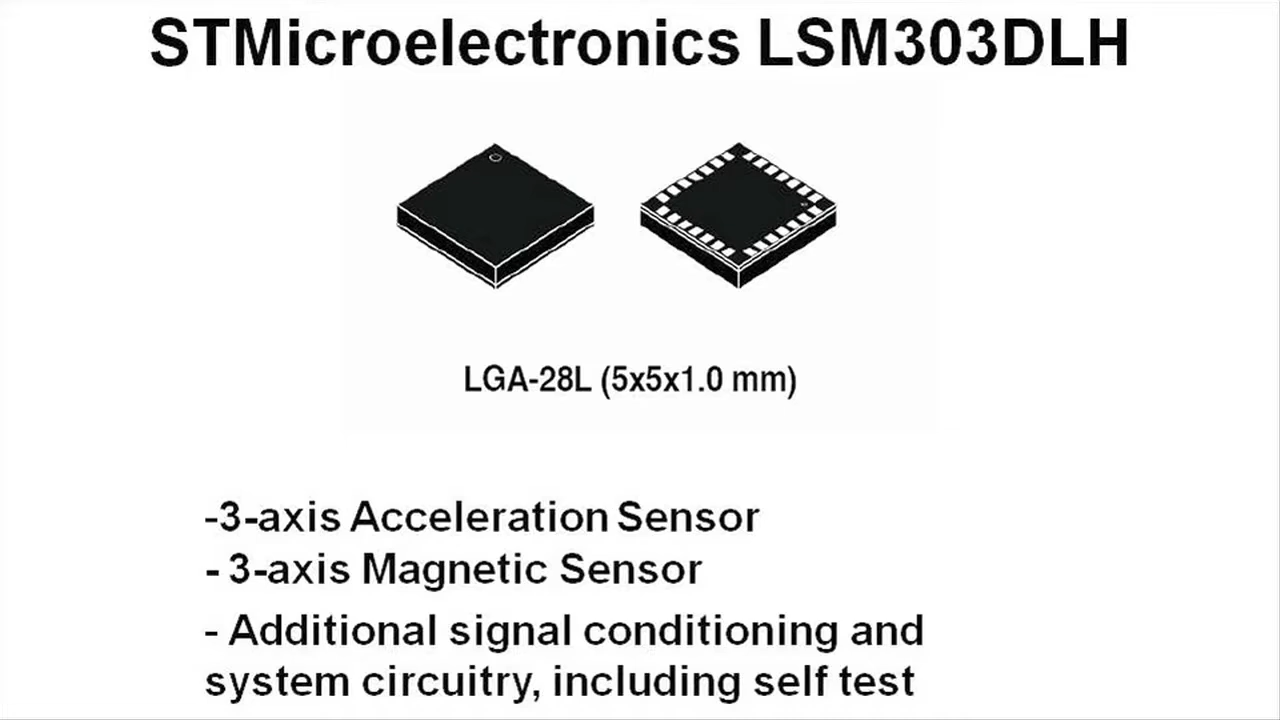 STMicroelectronics LSM303DLH
LGA-28L (5x5x1.0 mm)
-3-axis Acceleration Sensor
- 3-axis Magnetic Sensor
- Additional signal conditioning and
system circuitry, including self test